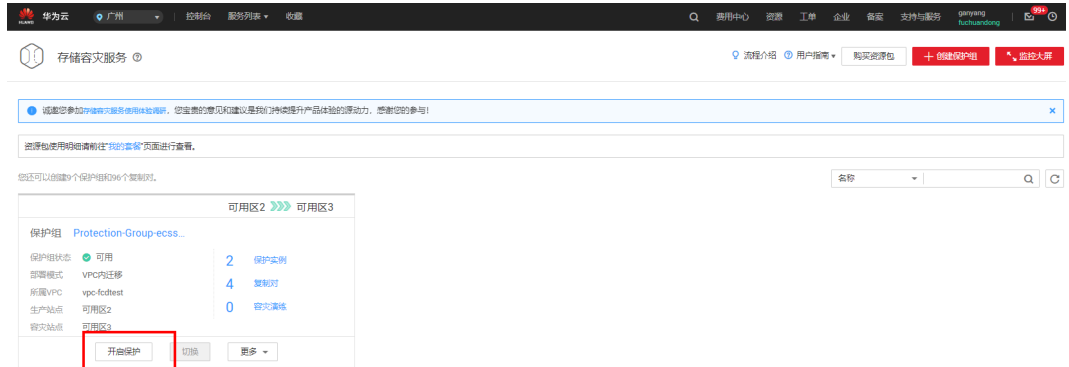 HUAWEI 华为云 广州 控制台 服务列表 收藏 费用中心 资源 工单 企业 备案 支持与服务 ganyang fuchuandong 99+
存储容灾服务 流程介绍 用户指南 购买资源包 创建保护组 监控大屏
诚邀您参加存储容灾服务使用体验调研，您宝贵的意见和建议是我们持续提升产品体验的源动力，感谢您的参与！
资源包使用明细请前往"我的套餐"页面进行查看。
您还可以创建9个保护组和96个复制对。 名称
可用区2 可用区3
保护组 Protection-Group-ecss...
保护组状态 可用 2 保护实例
部署模式 VPC内迁移
所属VPC vpc-fcdtest 4 复制对
生产站点 可用区2 0 容灾演练
容灾站点 可用区3
开启保护 切换 更多